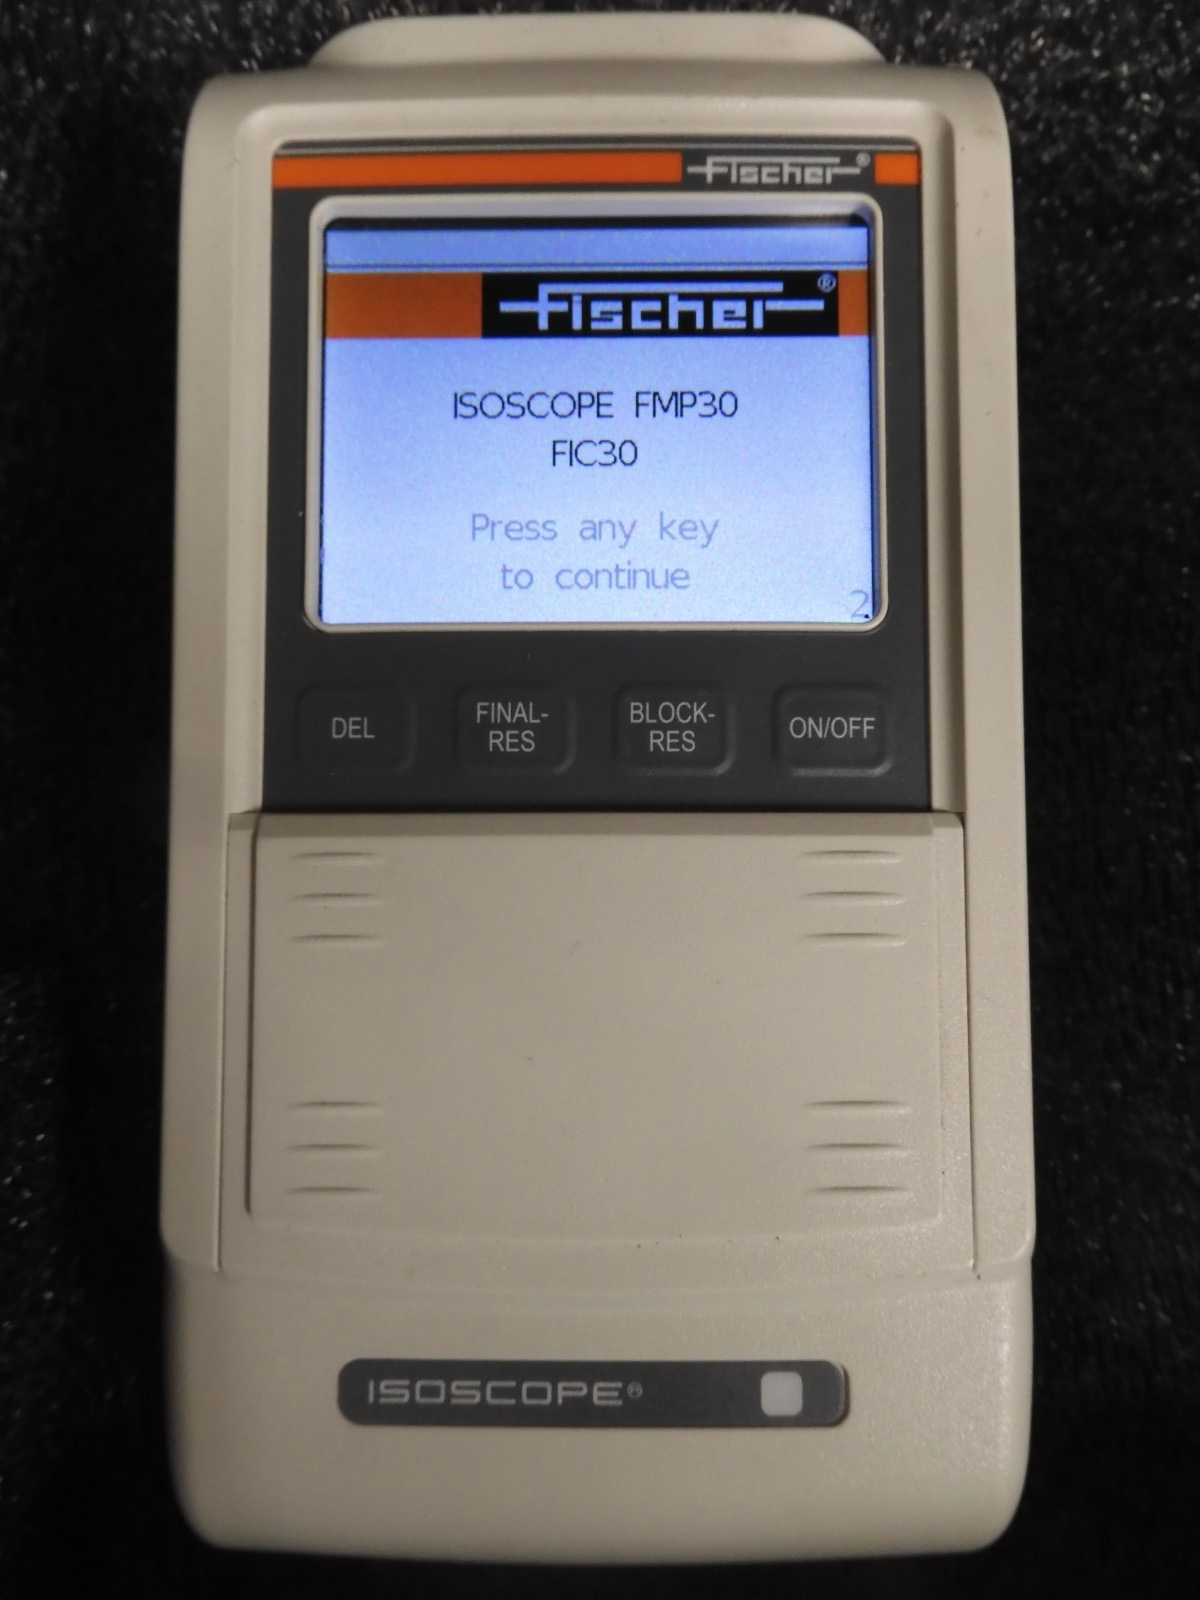 Fischer®
Fischer®
ISOSCOPE FMP30
FIC30
Press any key
to continue
2
DEL
FINAL-
RES
BLOCK-
RES
ON/OFF
ISOSCOPE®